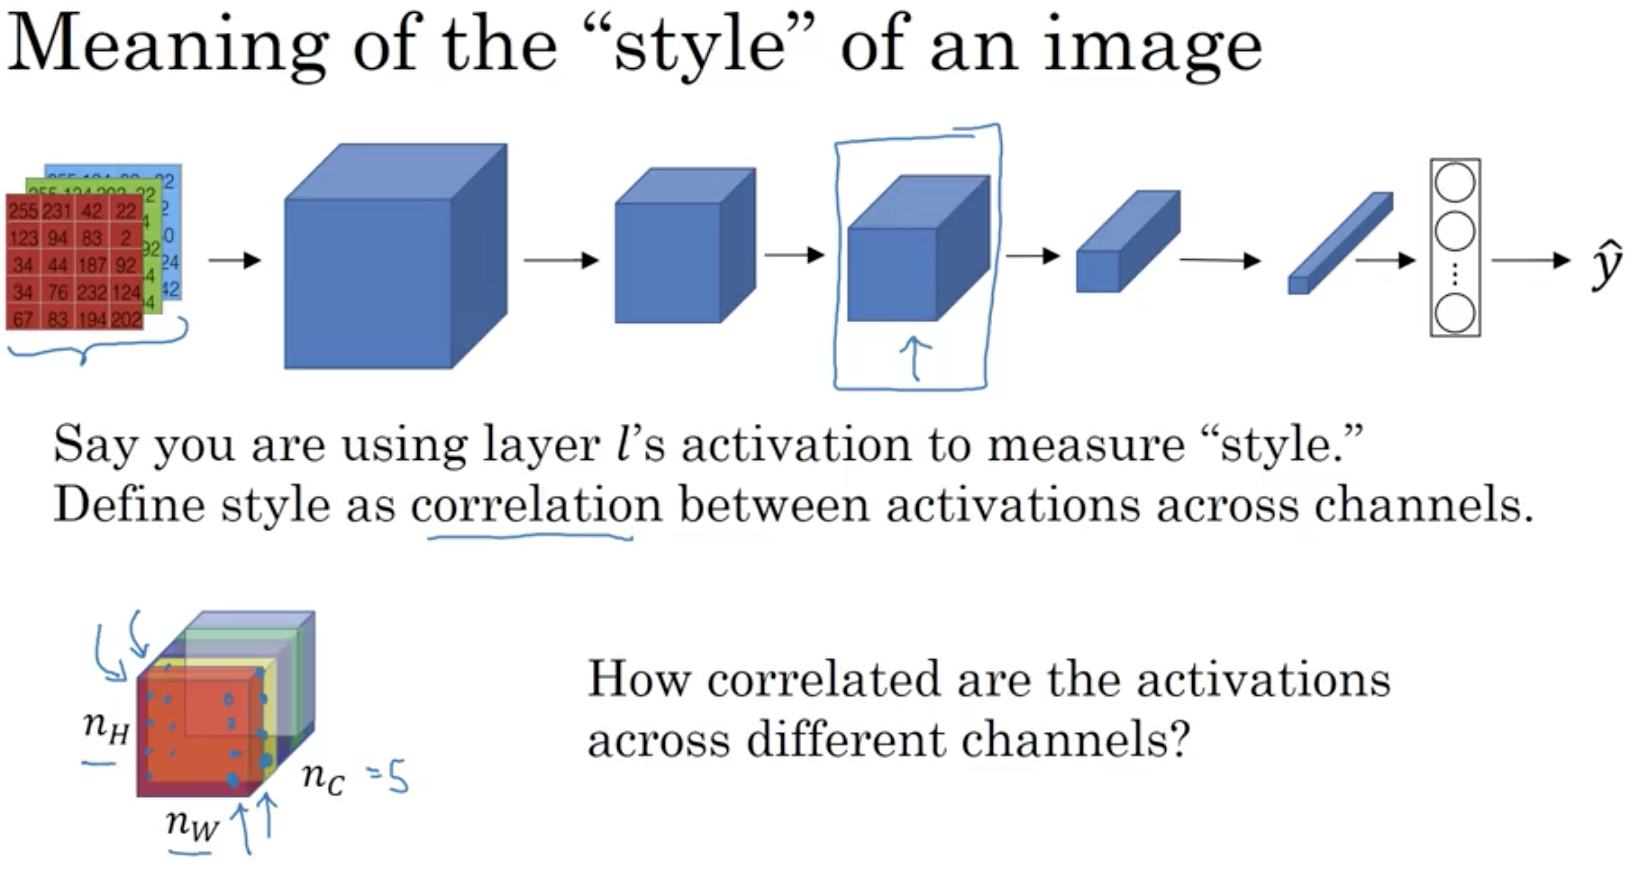 Meaning of the “style” of an image
255 231 42 22
123 94 83 2
34 44 187 92
34 76 232 124
67 83 194 202
ŷ
Say you are using layer l’s activation to measure “style.”
Define style as correlation between activations across channels.
How correlated are the activations
across different channels?
n_H
n_C = 5
n_W